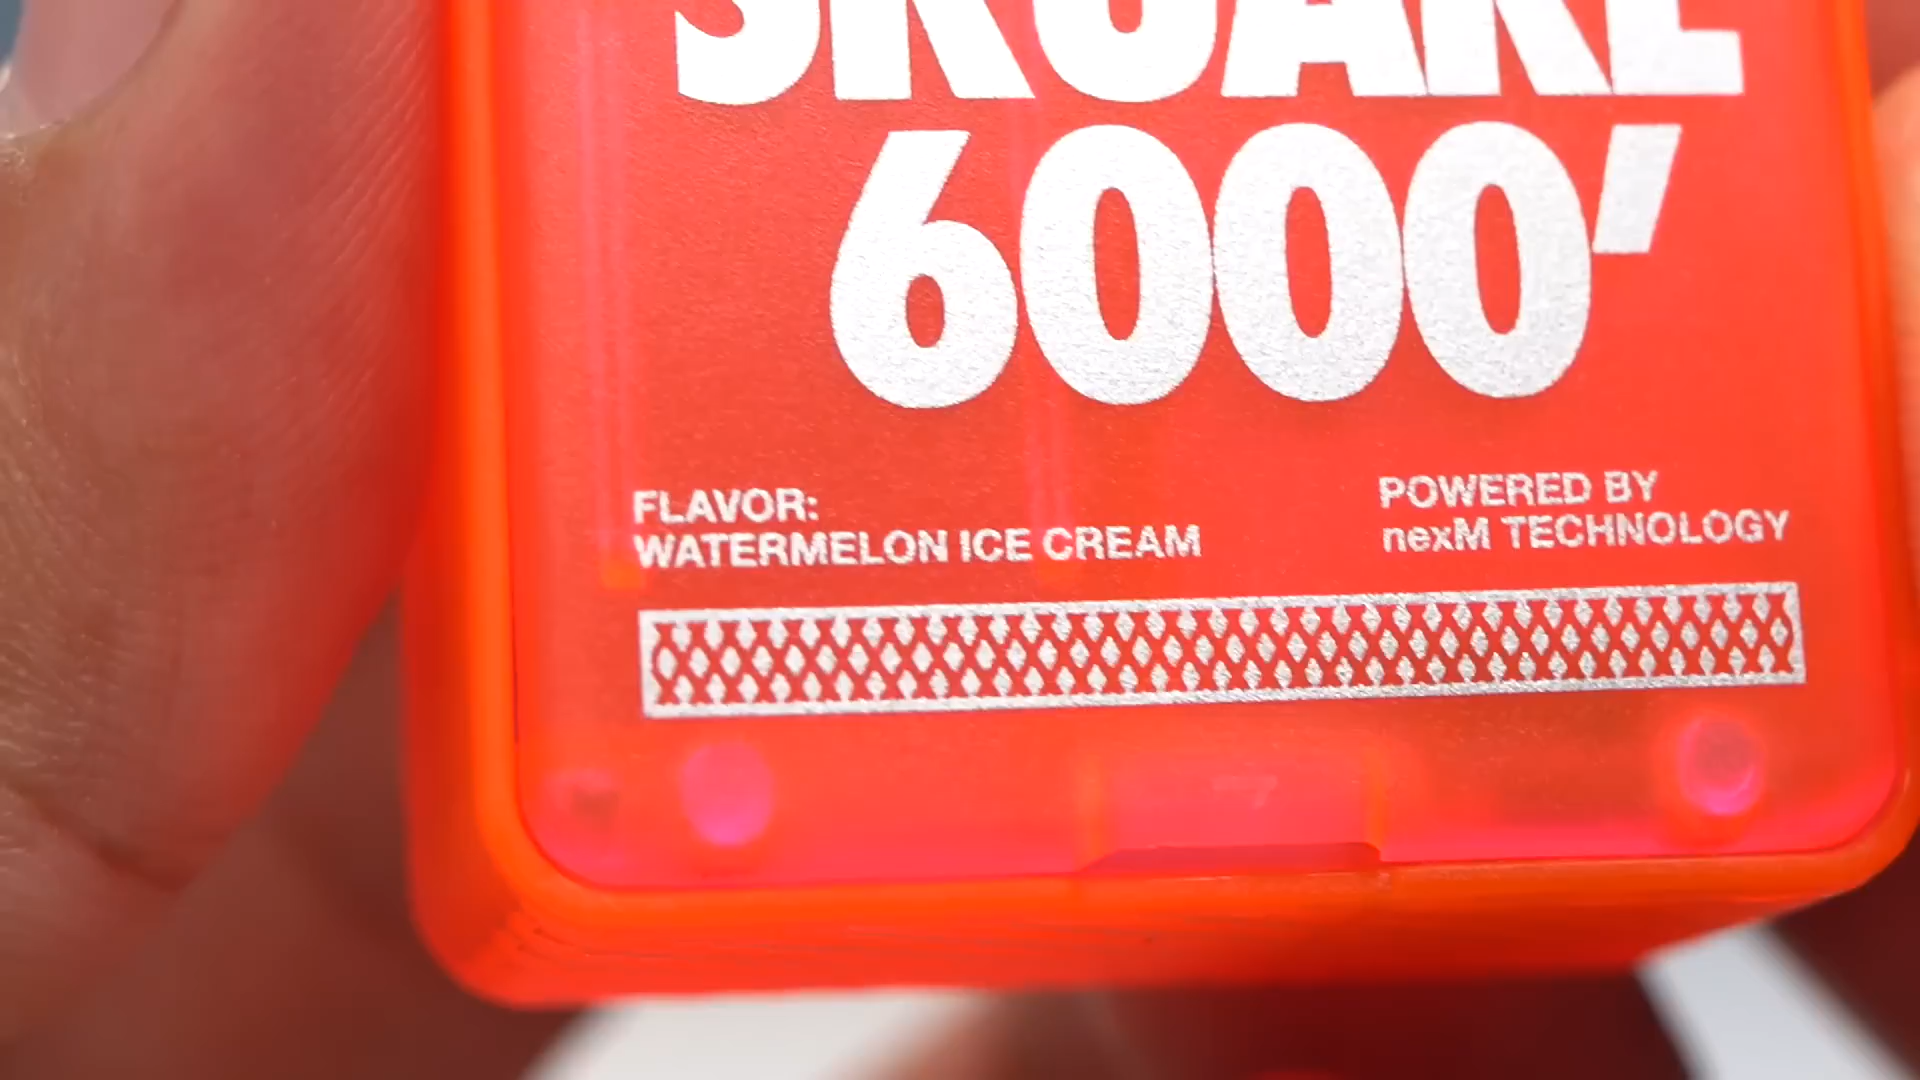 6000'
FLAVOR:
WATERMELON ICE CREAM
POWERED BY
nexM TECHNOLOGY